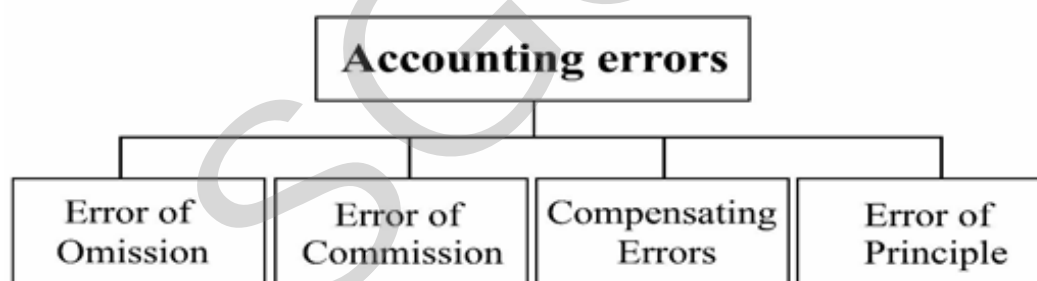 Accounting errors
Error of
Omission
Error of
Commission
Compensating
Errors
Error of
Principle